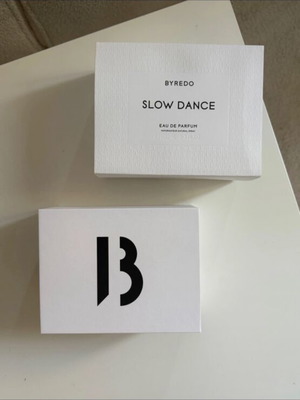 BYREDO
SLOW DANCE
EAU DE PARFUM
B